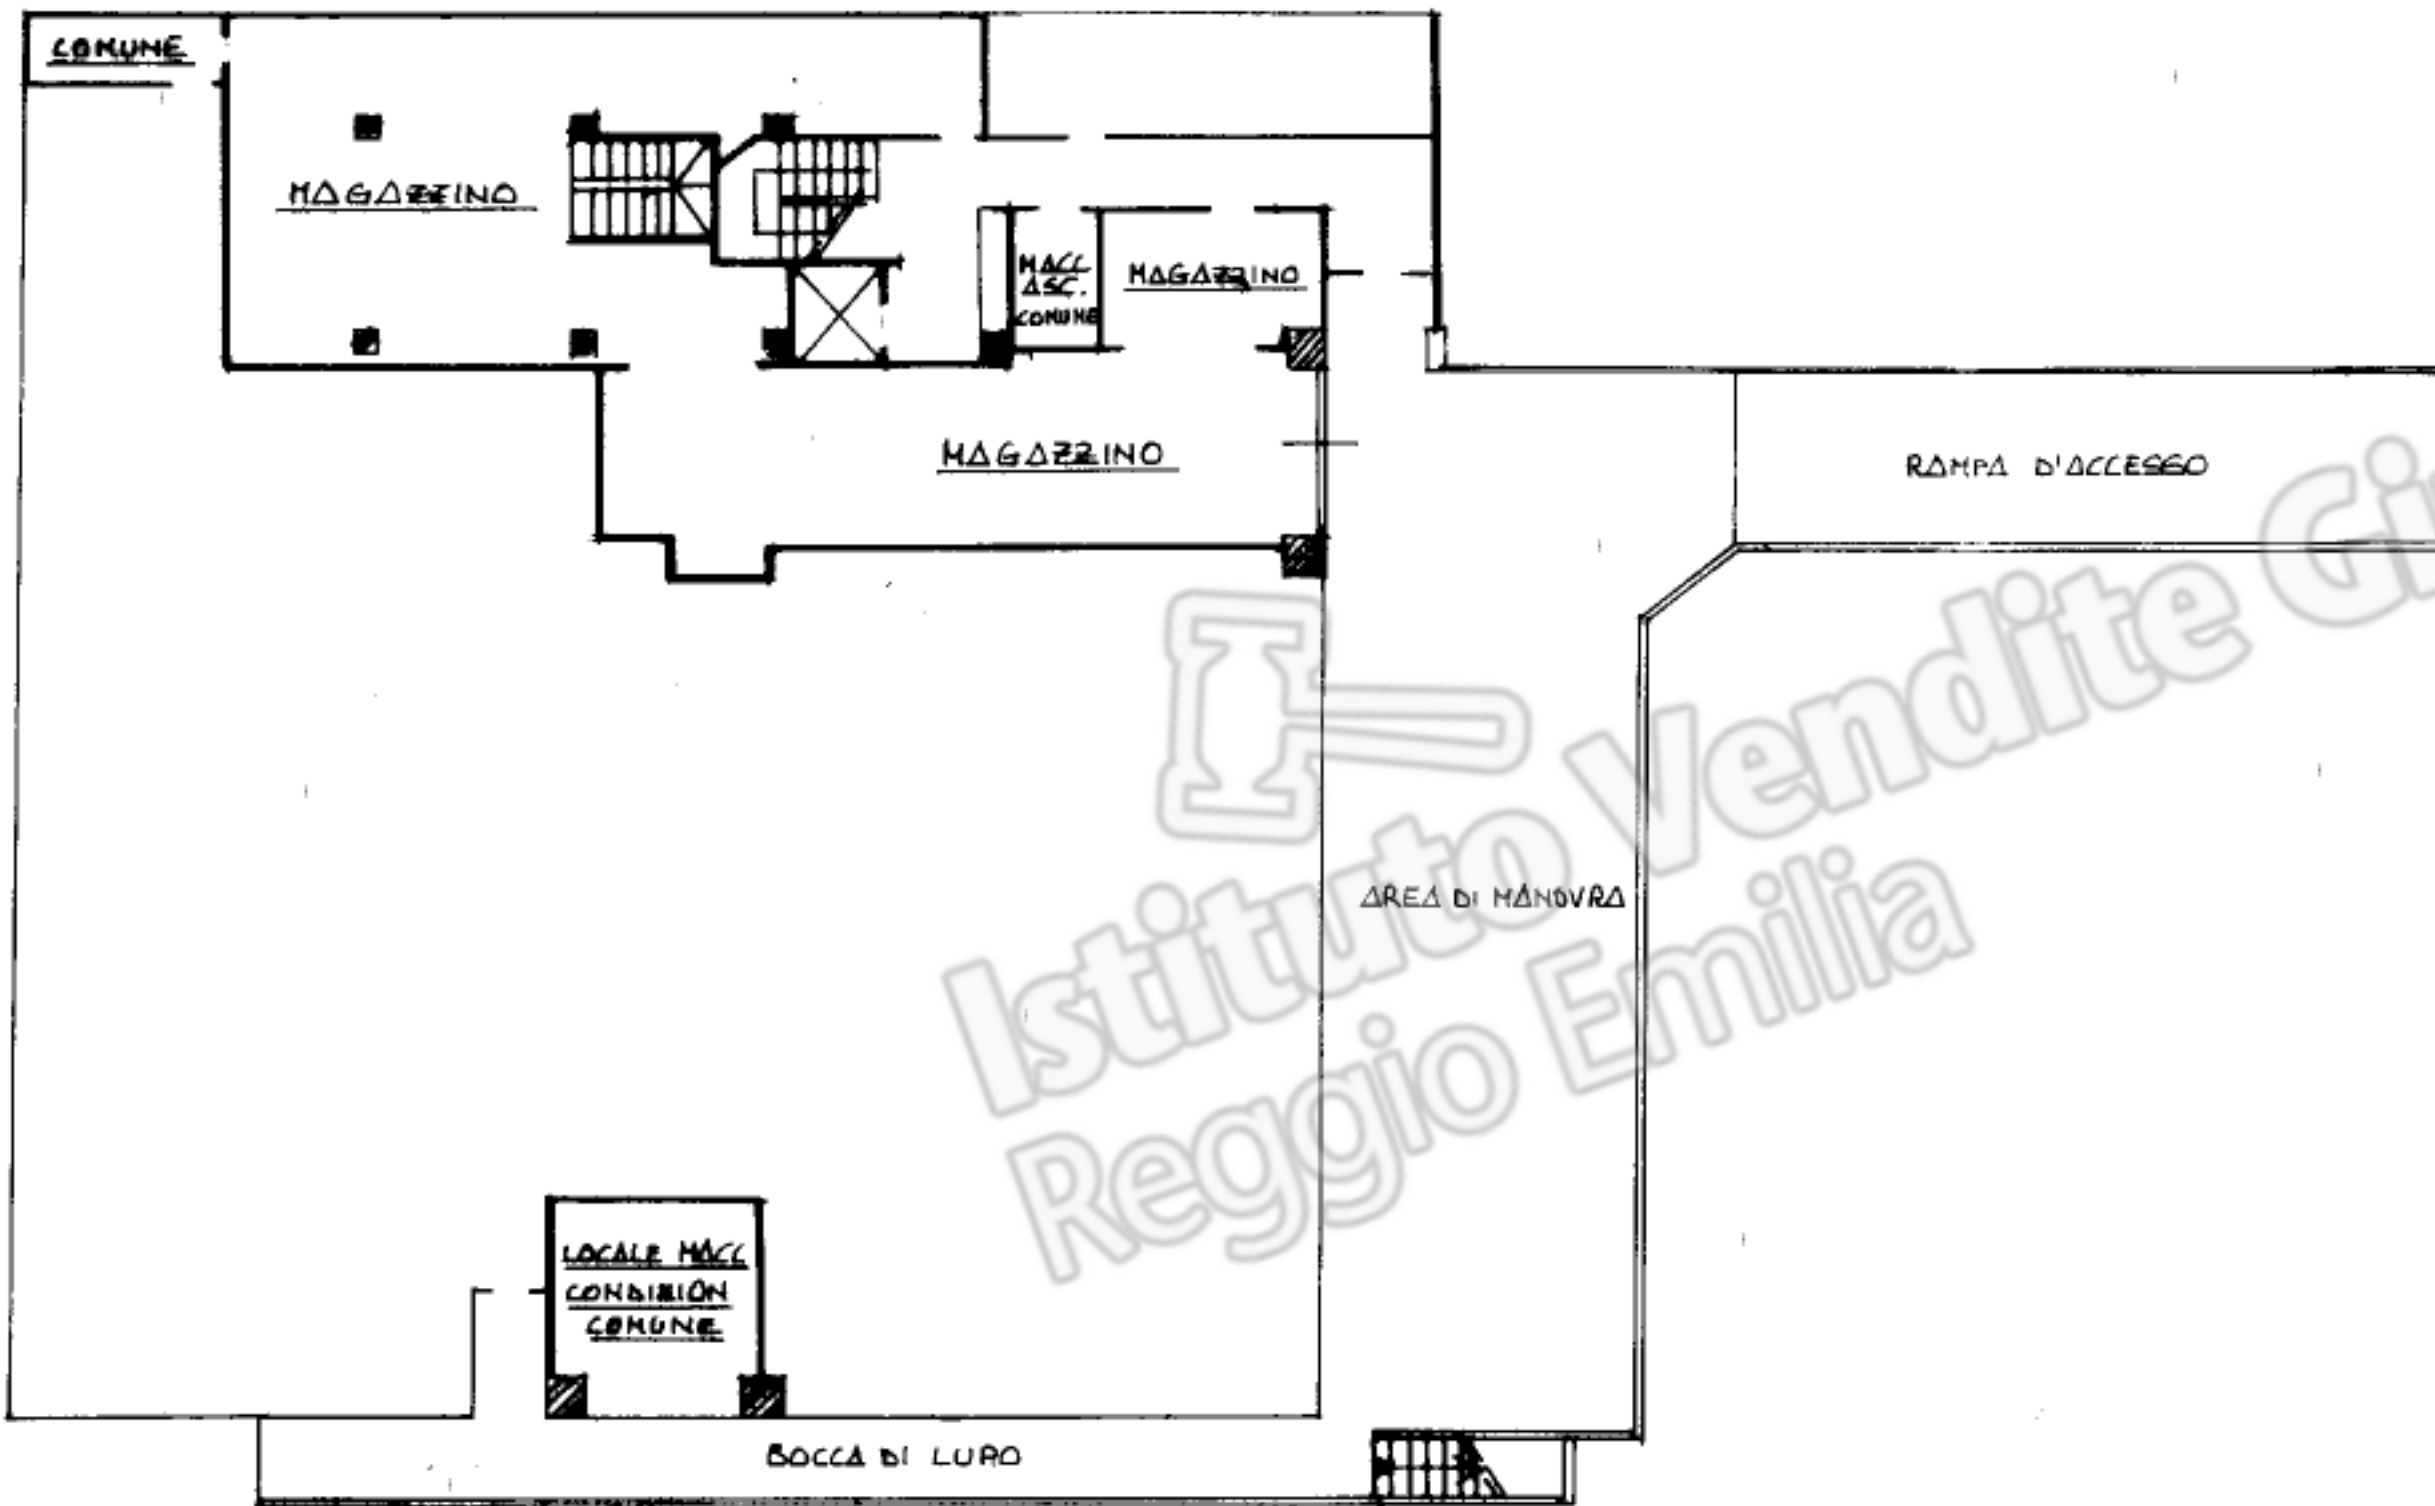 COMUNE
MAGAZZINO
MACC
ASC.
COMUNE
MAGAZZINO
MAGAZZINO
RAMPA D'ACCESSO
AREA DI MANOVRA
LOCALE MACC
CONDIZION
COMUNE
BOCCA DI LUPO
Istituto Vendite
Reggio Emilia